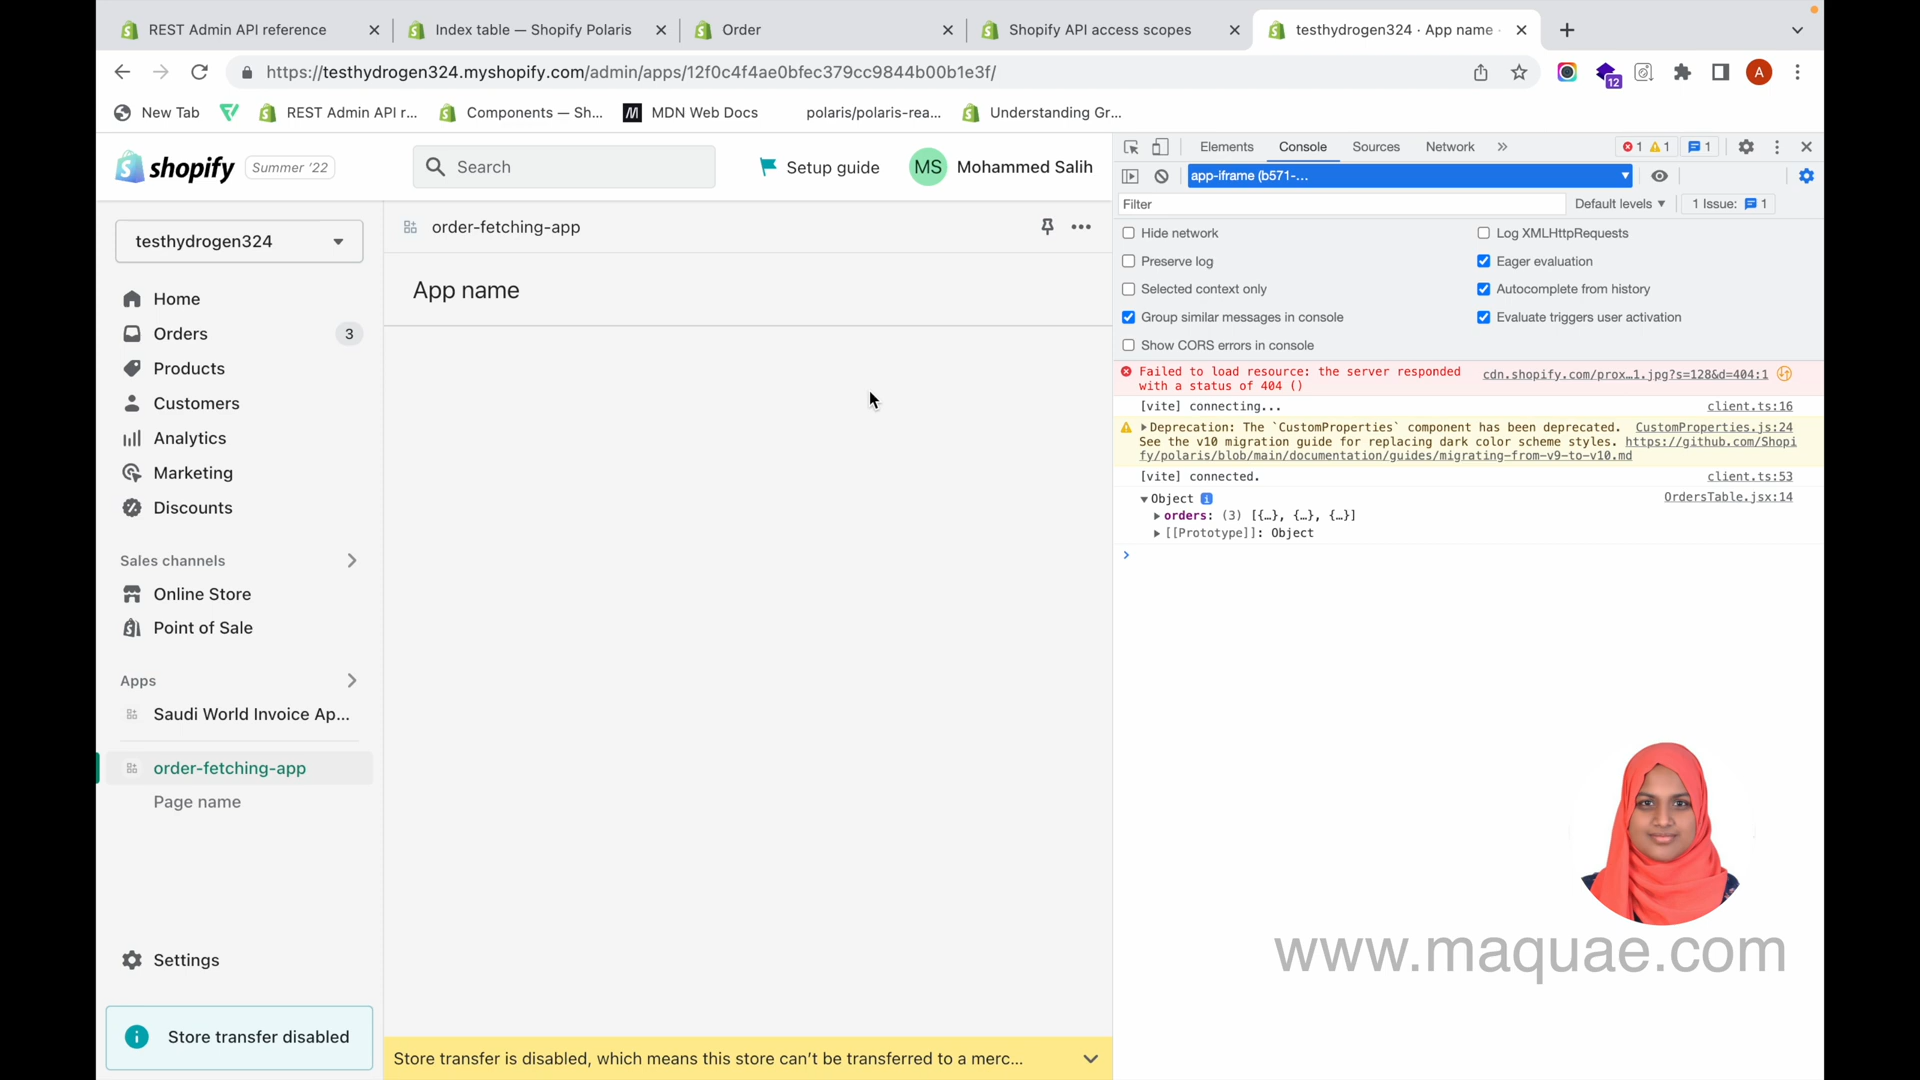 REST Admin API reference
Index table — Shopify Polaris
Order
Shopify API access scopes
testhydrogen324 · App name ·
https://testhydrogen324.myshopify.com/admin/apps/12f0c4f4ae0bfec379cc9844b00b1e3f/
12
A
New Tab
REST Admin API r...
Components — Sh...
MDN Web Docs
polaris/polaris-rea...
Understanding Gr...
shopify
Summer '22
Search
Setup guide
MS
Mohammed Salih
testhydrogen324
Home
Orders
3
Products
Customers
Analytics
Marketing
Discounts
Sales channels
Online Store
Point of Sale
Apps
Saudi World Invoice Ap...
order-fetching-app
Page name
Settings
Store transfer disabled
order-fetching-app
App name
Store transfer is disabled, which means this store can't be transferred to a merc...
Elements
Console
Sources
Network
1
1
1
app-iframe (b571-...
Filter
Default levels
1 Issue:
1
Hide network
Log XMLHttpRequests
Preserve log
Eager evaluation
Selected context only
Autocomplete from history
Group similar messages in console
Evaluate triggers user activation
Show CORS errors in console
Failed to load resource: the server responded cdn.shopify.com/prox…1.jpg?s=128&d=404:1
with a status of 404 ()
[vite] connecting... client.ts:16
Deprecation: The `CustomProperties` component has been deprecated. CustomProperties.js:24
See the v10 migration guide for replacing dark color scheme styles. https://github.com/Shopi
fy/polaris/blob/main/documentation/guides/migrating-from-v9-to-v10.md
[vite] connected. client.ts:53
Object OrdersTable.jsx:14
orders: (3) [{…}, {…}, {…}]
[[Prototype]]: Object
www.maquae.com